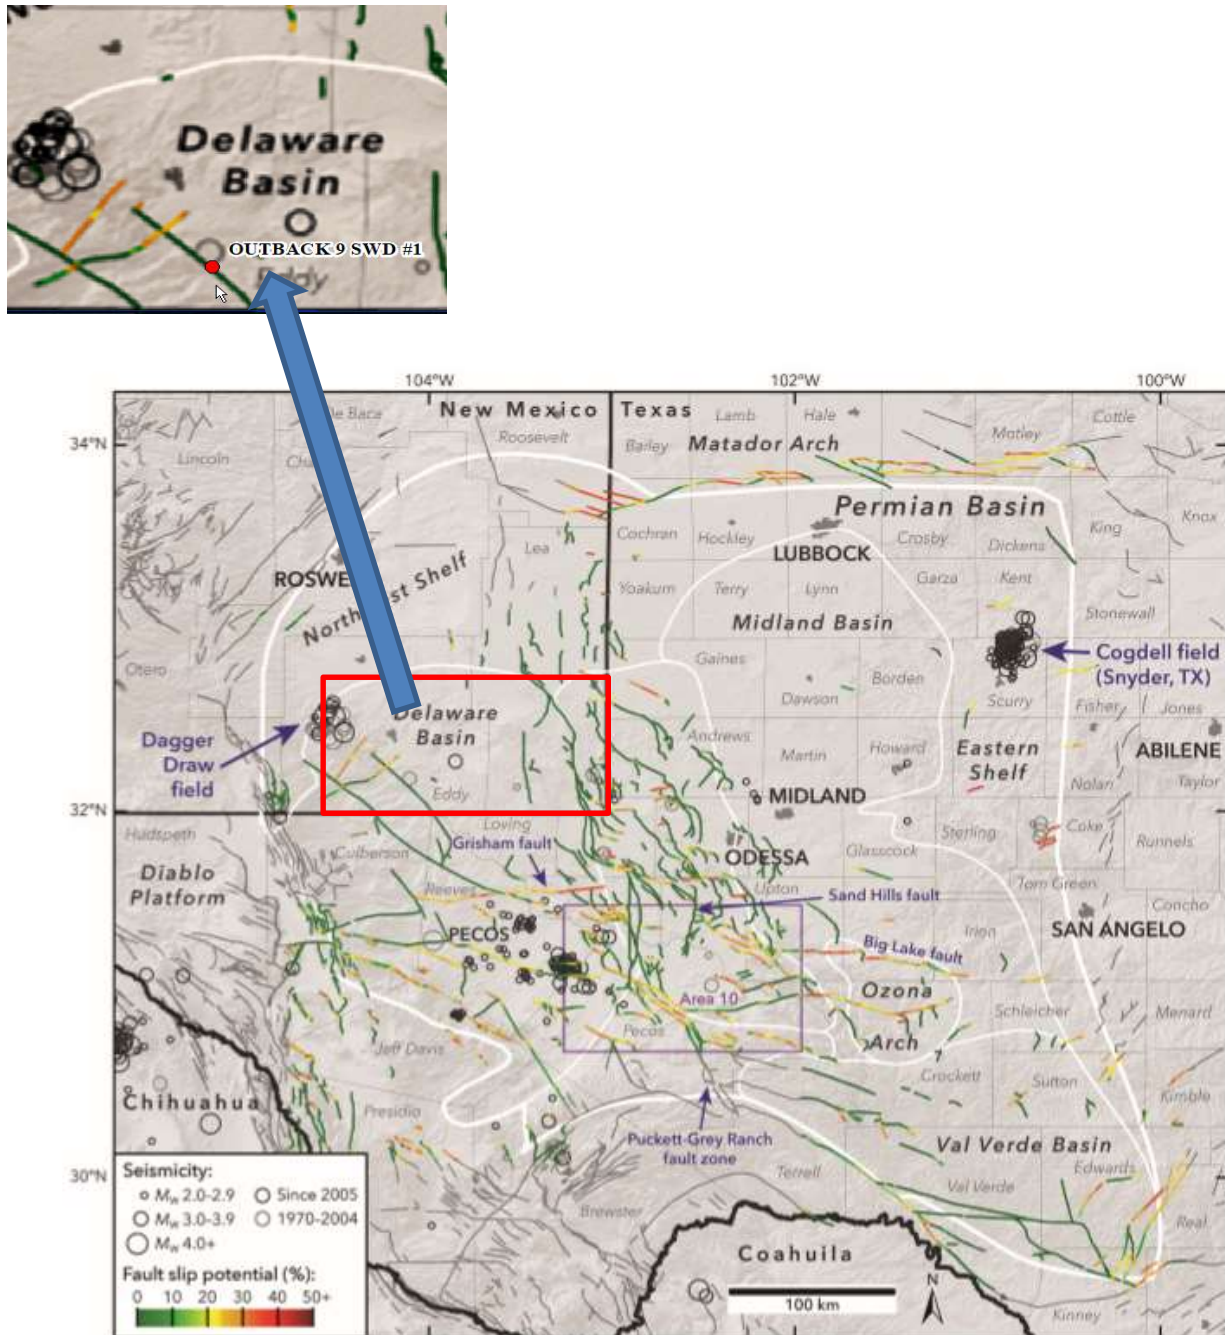 Delaware
Basin
OUTBACK 9 SWD #1
Eddy
104°W
102°W
100°W
New Mexico
Texas
34°N
32°N
30°N
Lincoln
Roosevelt
Bailey
Lamb
Hale
Matador Arch
Motley
Cottle
Permian Basin
Cochran
Hockley
LUBBOCK
Crosby
Dickens
King
Knox
Lea
Northwest Shelf
Yoakum
Terry
Lynn
Garza
Kent
Stonewall
Midland Basin
Otero
Gaines
Dawson
Borden
Scurry
Fisher
Jones
Cogdell field
(Snyder, TX)
Dagger
Draw
field
Delaware
Basin
Eddy
Andrews
Martin
Howard
Eastern
Shelf
ABILENE
Nolan
Taylor
MIDLAND
Hudspeth
Diablo
Platform
Culberson
Loving
Grisham fault
ODESSA
Glasscock
Sterling
Coke
Runnels
Reeves
Upton
Sand Hills fault
Tom Green
Concho
PECOS
Irion
SAN ANGELO
Big Lake fault
Area 10
Ozona
Arch
Schleicher
Menard
Pecos
Jeff Davis
Crockett
Sutton
Kimble
Chihuahua
Presidio
Puckett-Grey Ranch
fault zone
Val Verde Basin
Terrell
Edwards
Val Verde
Real
Brewster
Coahuila
Kinney
N
100 km
Seismicity:
Mw 2.0-2.9
Since 2005
Mw 3.0-3.9
1970-2004
Mw 4.0+
Fault slip potential (%):
0 10 20 30 40 50+